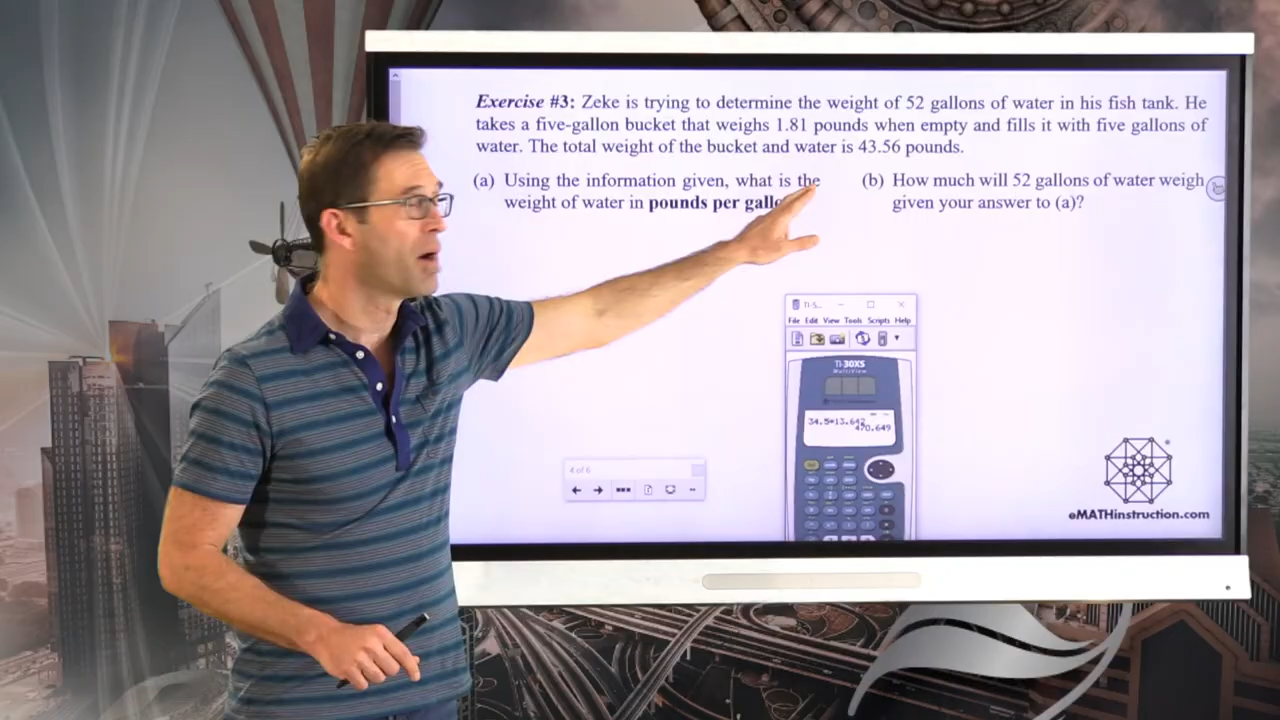 Exercise #3: Zeke is trying to determine the weight of 52 gallons of water in his fish tank. He
takes a five-gallon bucket that weighs 1.81 pounds when empty and fills it with five gallons of
water. The total weight of the bucket and water is 43.56 pounds.
(a) Using the information given, what is the
weight of water in pounds per
(b) How much will 52 gallons of water weigh
given your answer to (a)?
TI-S...
File Edit View Tools Scripts Help
TI-30XS
MultiView
34.5*13.642
470.649
4 of 6
eMATHinstruction.com